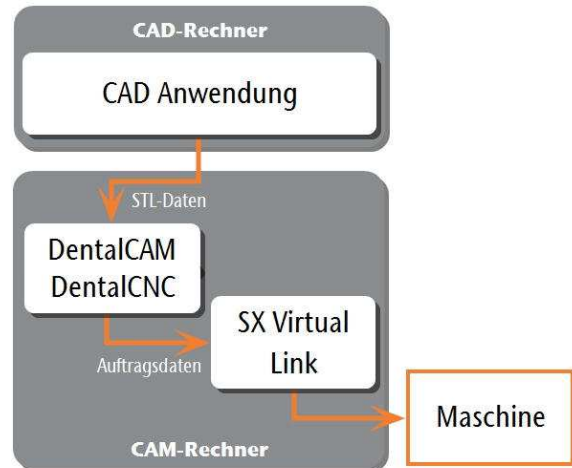 CAD-Rechner
CAD Anwendung
STL-Daten
DentalCAM
DentalCNC
SX Virtual
Link
Auftragsdaten
Maschine
CAM-Rechner